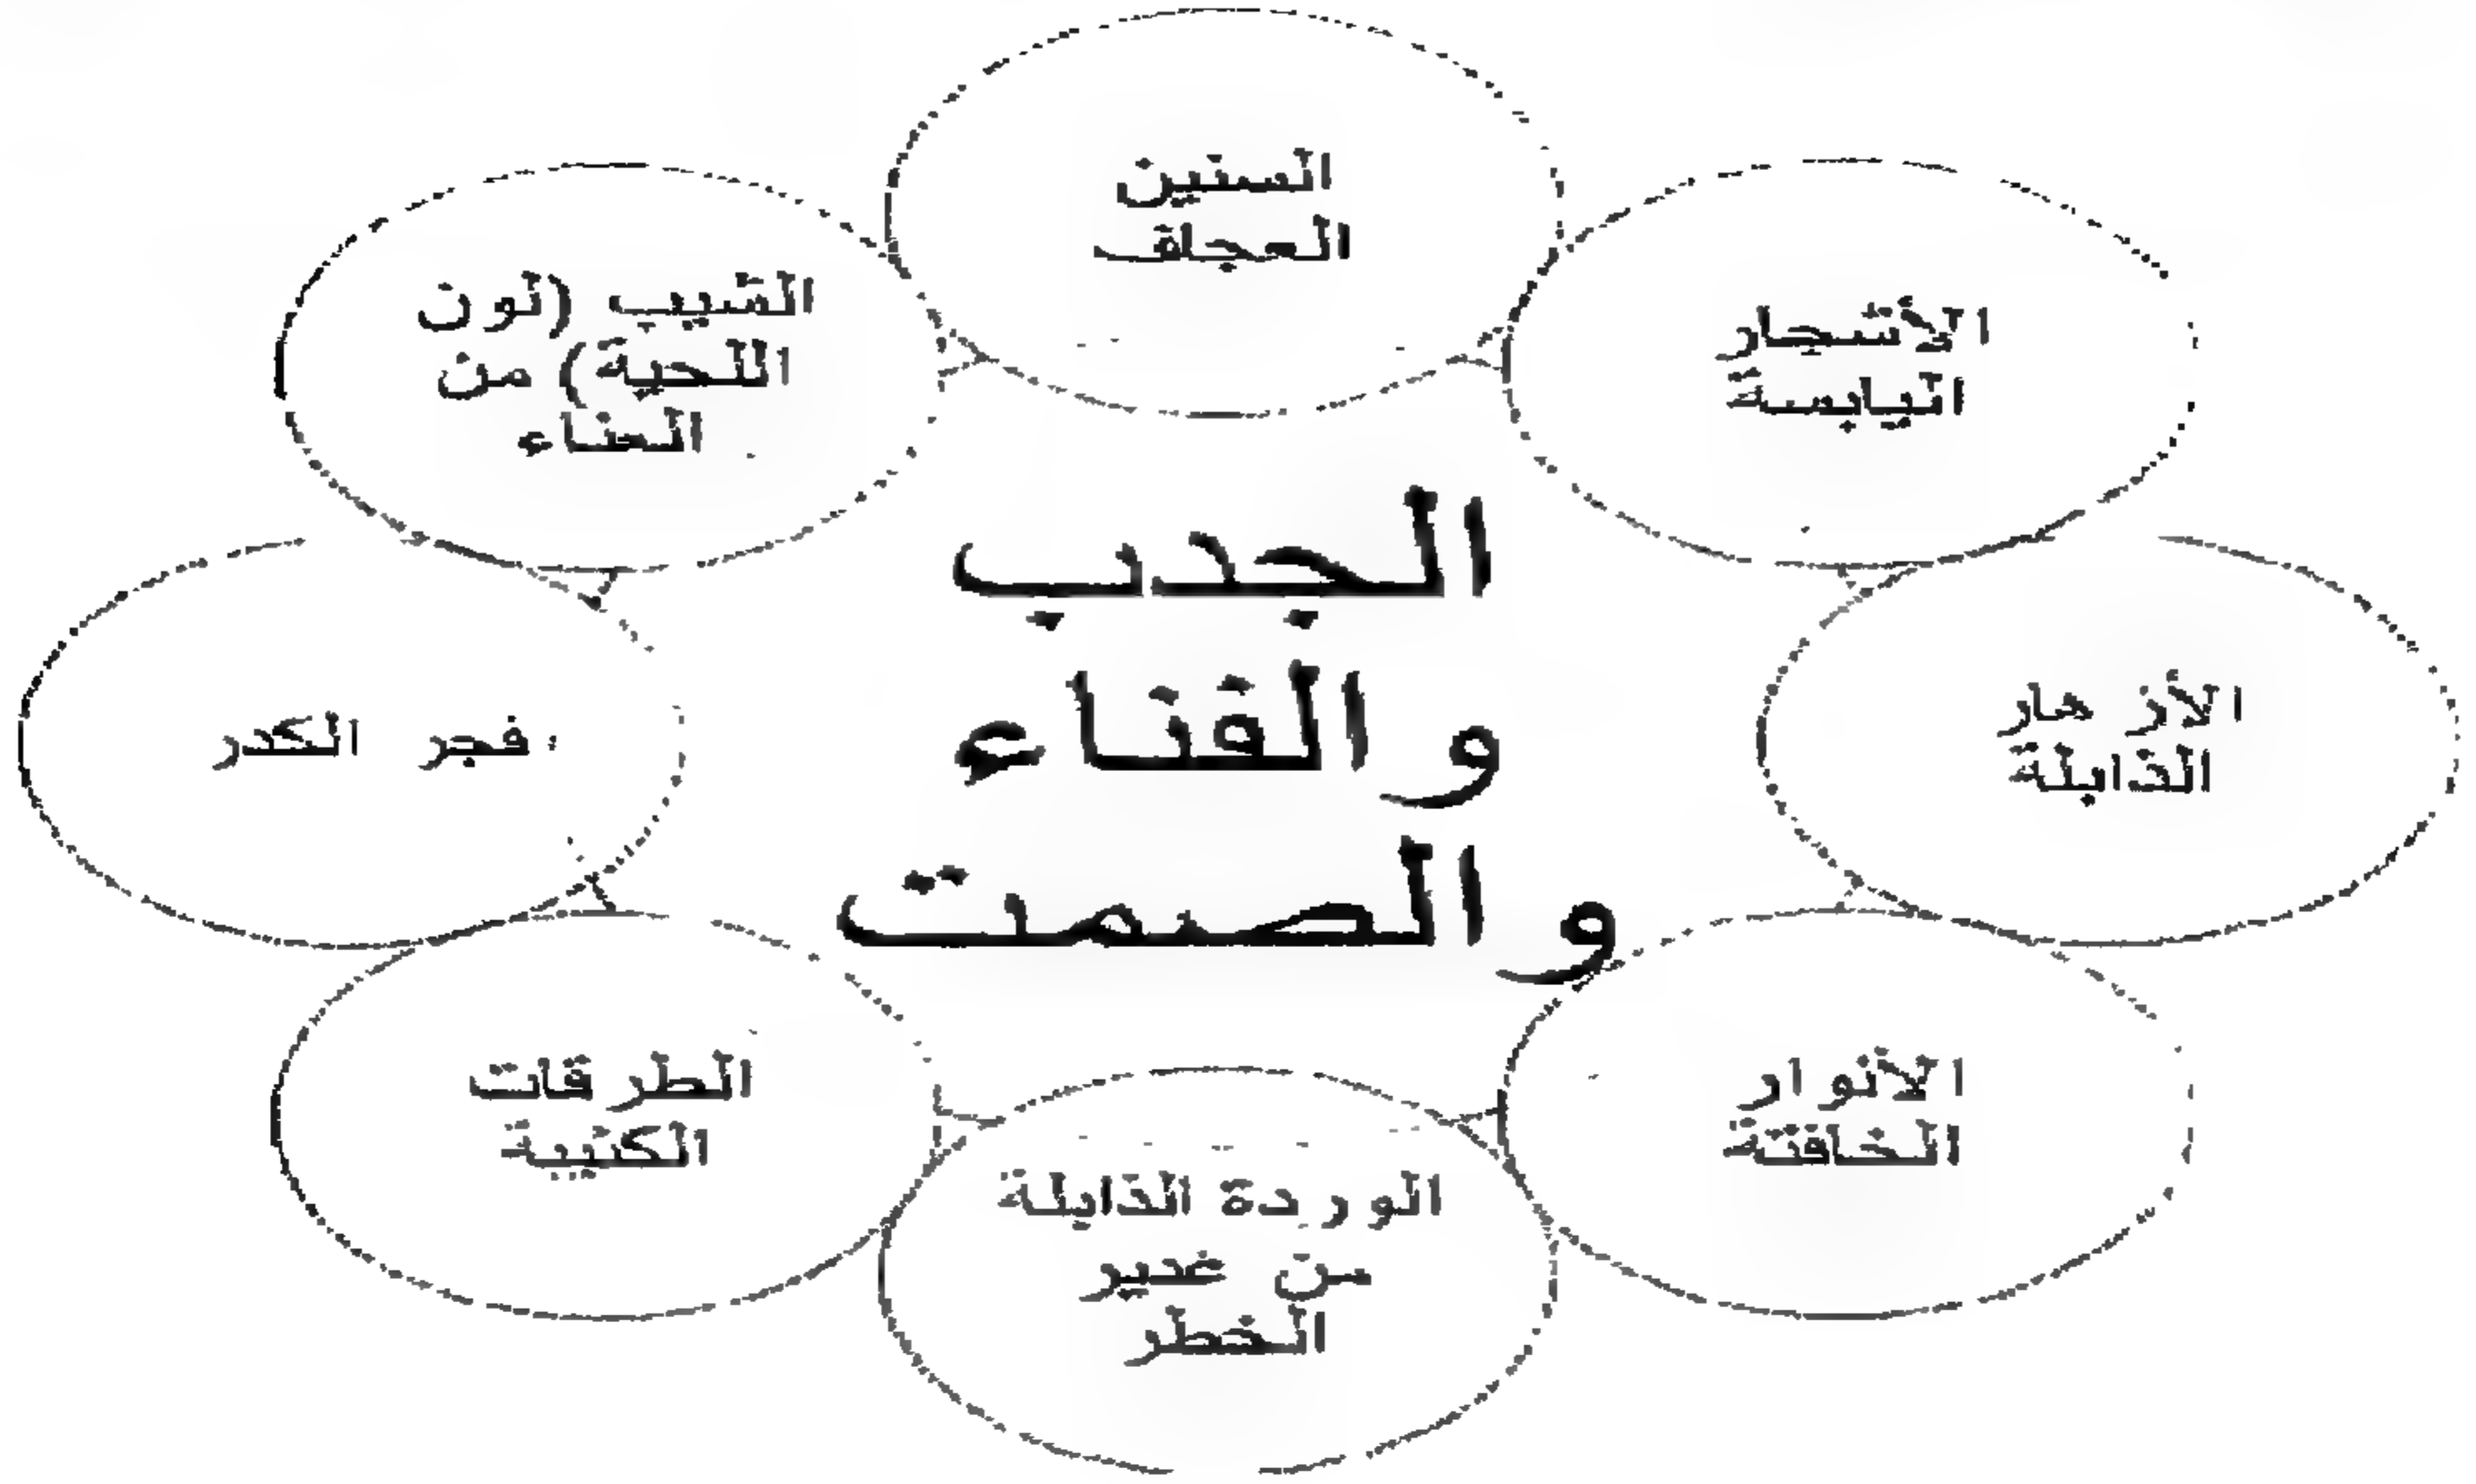 السنين
العجاف
الأشجار
اليابسة
الأزهار
الذابلة
الأنوار
الخافتة
الوردة الذابلة
من غير
الخطر
الطرقات
الكئيبة
فجر الكدر
الشيب (لون
اللحية) من
الحناء
الجدب
والفناء
والصمت